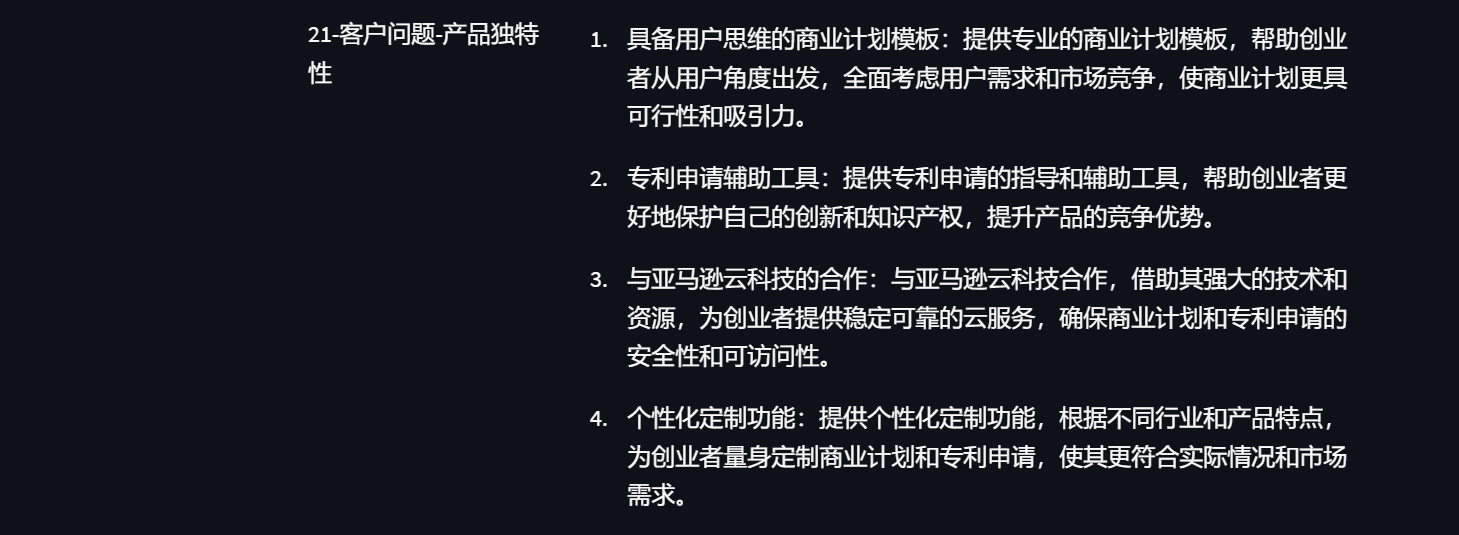 21-客户问题-产品独特
性
1. 具备用户思维的商业计划模板：提供专业的商业计划模板，帮助创业
者从用户角度出发，全面考虑用户需求和市场竞争，使商业计划更具
可行性和吸引力。
2. 专利申请辅助工具：提供专利申请的指导和辅助工具，帮助创业者更
好地保护自己的创新和知识产权，提升产品的竞争优势。
3. 与亚马逊云科技的合作：与亚马逊云科技合作，借助其强大的技术和
资源，为创业者提供稳定可靠的云服务，确保商业计划和专利申请的
安全性和可访问性。
4. 个性化定制功能：提供个性化定制功能，根据不同行业和产品特点，
为创业者量身定制商业计划和专利申请，使其更符合实际情况和市场
需求。